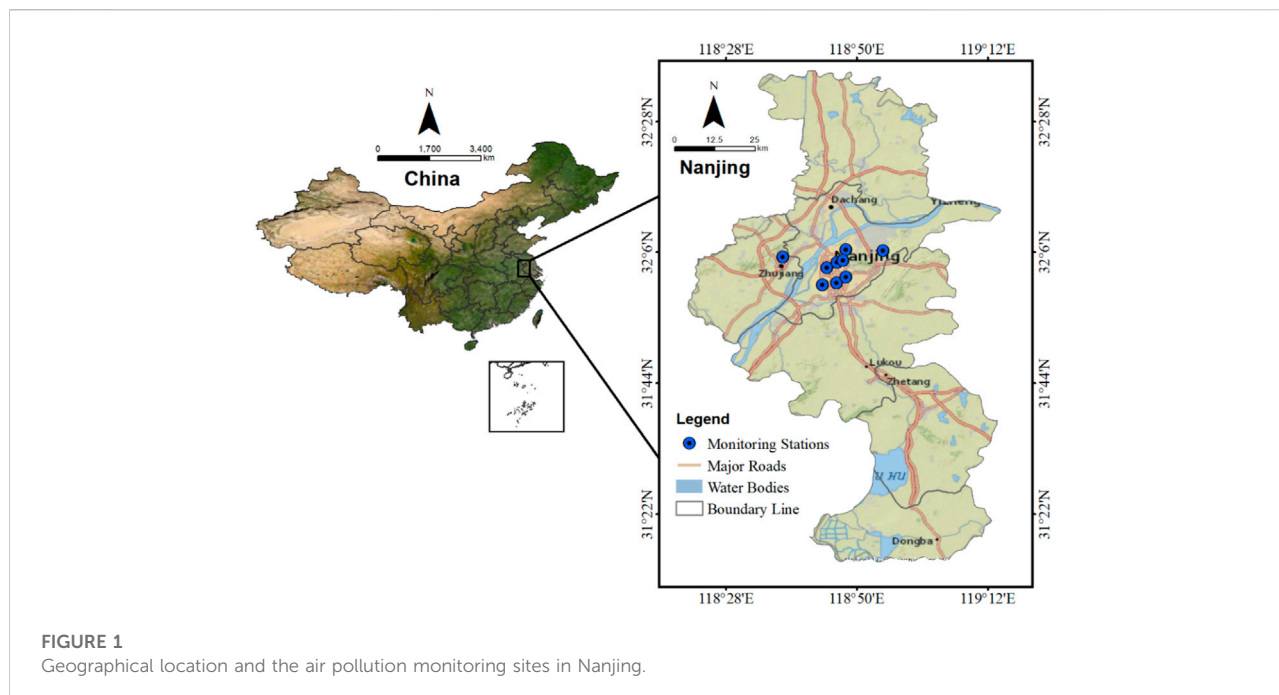 N
0 1,700 3,400
km
China
118°28'E 118°50'E 119°12'E
N
0 12.5 25
km
Nanjing
32°28'N
32°28'N
Dachang
32°6'N
Nanjing
32°6'N
Zhujiang
Lukou
Zhetang
31°44'N
31°44'N
Legend
Monitoring Stations
Major Roads
Water Bodies
Boundary Line
U HU
31°22'N
31°22'N
Dongba
118°28'E 118°50'E 119°12'E
FIGURE 1
Geographical location and the air pollution monitoring sites in Nanjing.